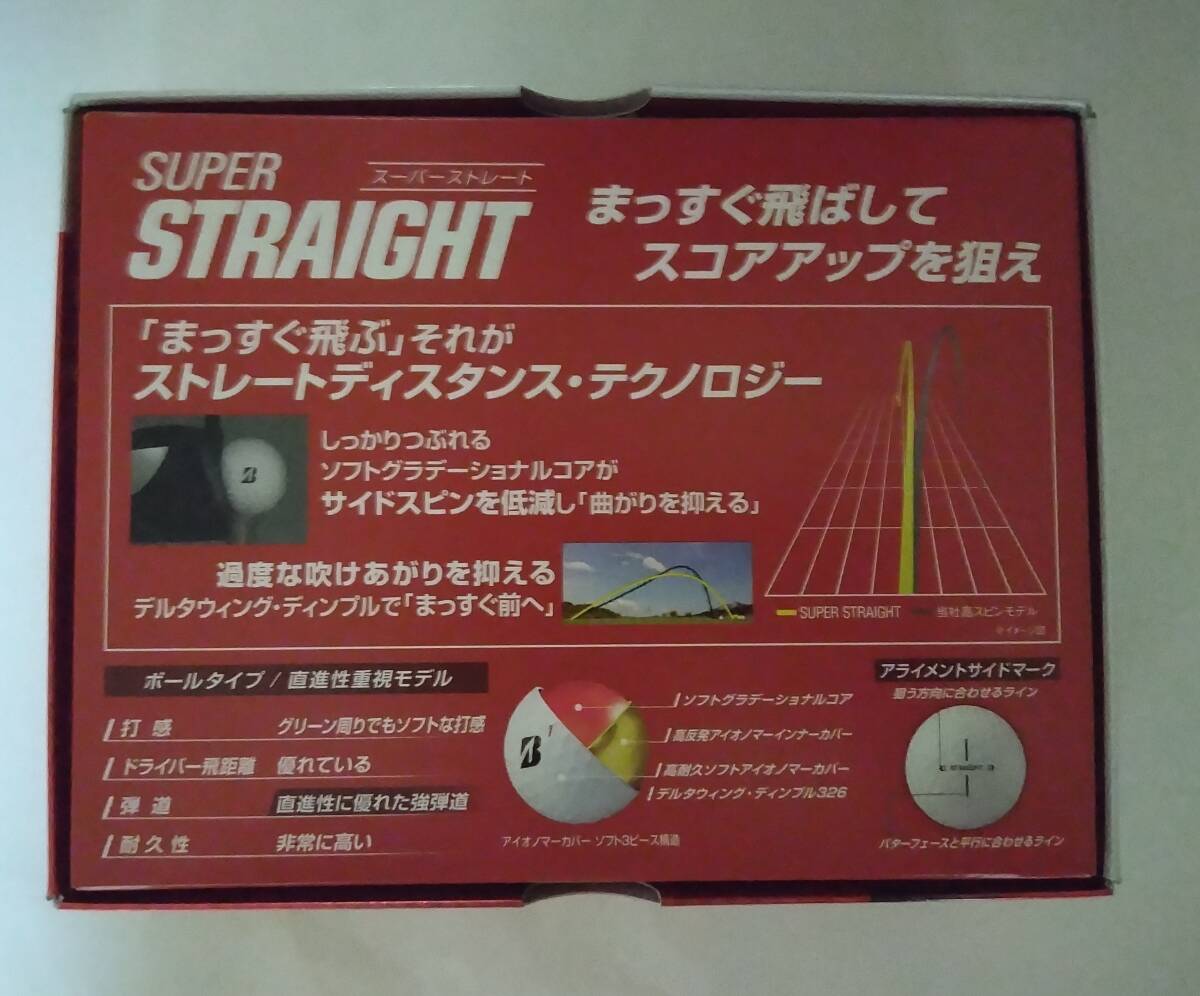 SUPER
スーパーストレート
STRAIGHT
まっすぐ飛ばして
スコアアップを狙え
「まっすぐ飛ぶ」それが
ストレートディスタンス・テクノロジー
しっかりつぶれる
ソフトグラデーショナルコアが
サイドスピンを低減し「曲がりを抑える」
過度な吹けあがりを抑える
デルタウィング・ディンプルで「まっすぐ前へ」
SUPER STRAIGHT 当社高スピンモデル
※イメージ図
ボールタイプ / 直進性重視モデル
打感 グリーン周りでもソフトな打感
ドライバー飛距離 優れている
弾道 直進性に優れた強弾道
耐久性 非常に高い
B
1
ソフトグラデーショナルコア
高反発アイオノマーインナーカバー
高耐久ソフトアイオノマーカバー
デルタウィング・ディンプル326
アイオノマーカバー ソフト3ピース構造
アライメントサイドマーク
狙う方向に合わせるライン
STRAIGHT
パターフェースと平行に合わせるライン